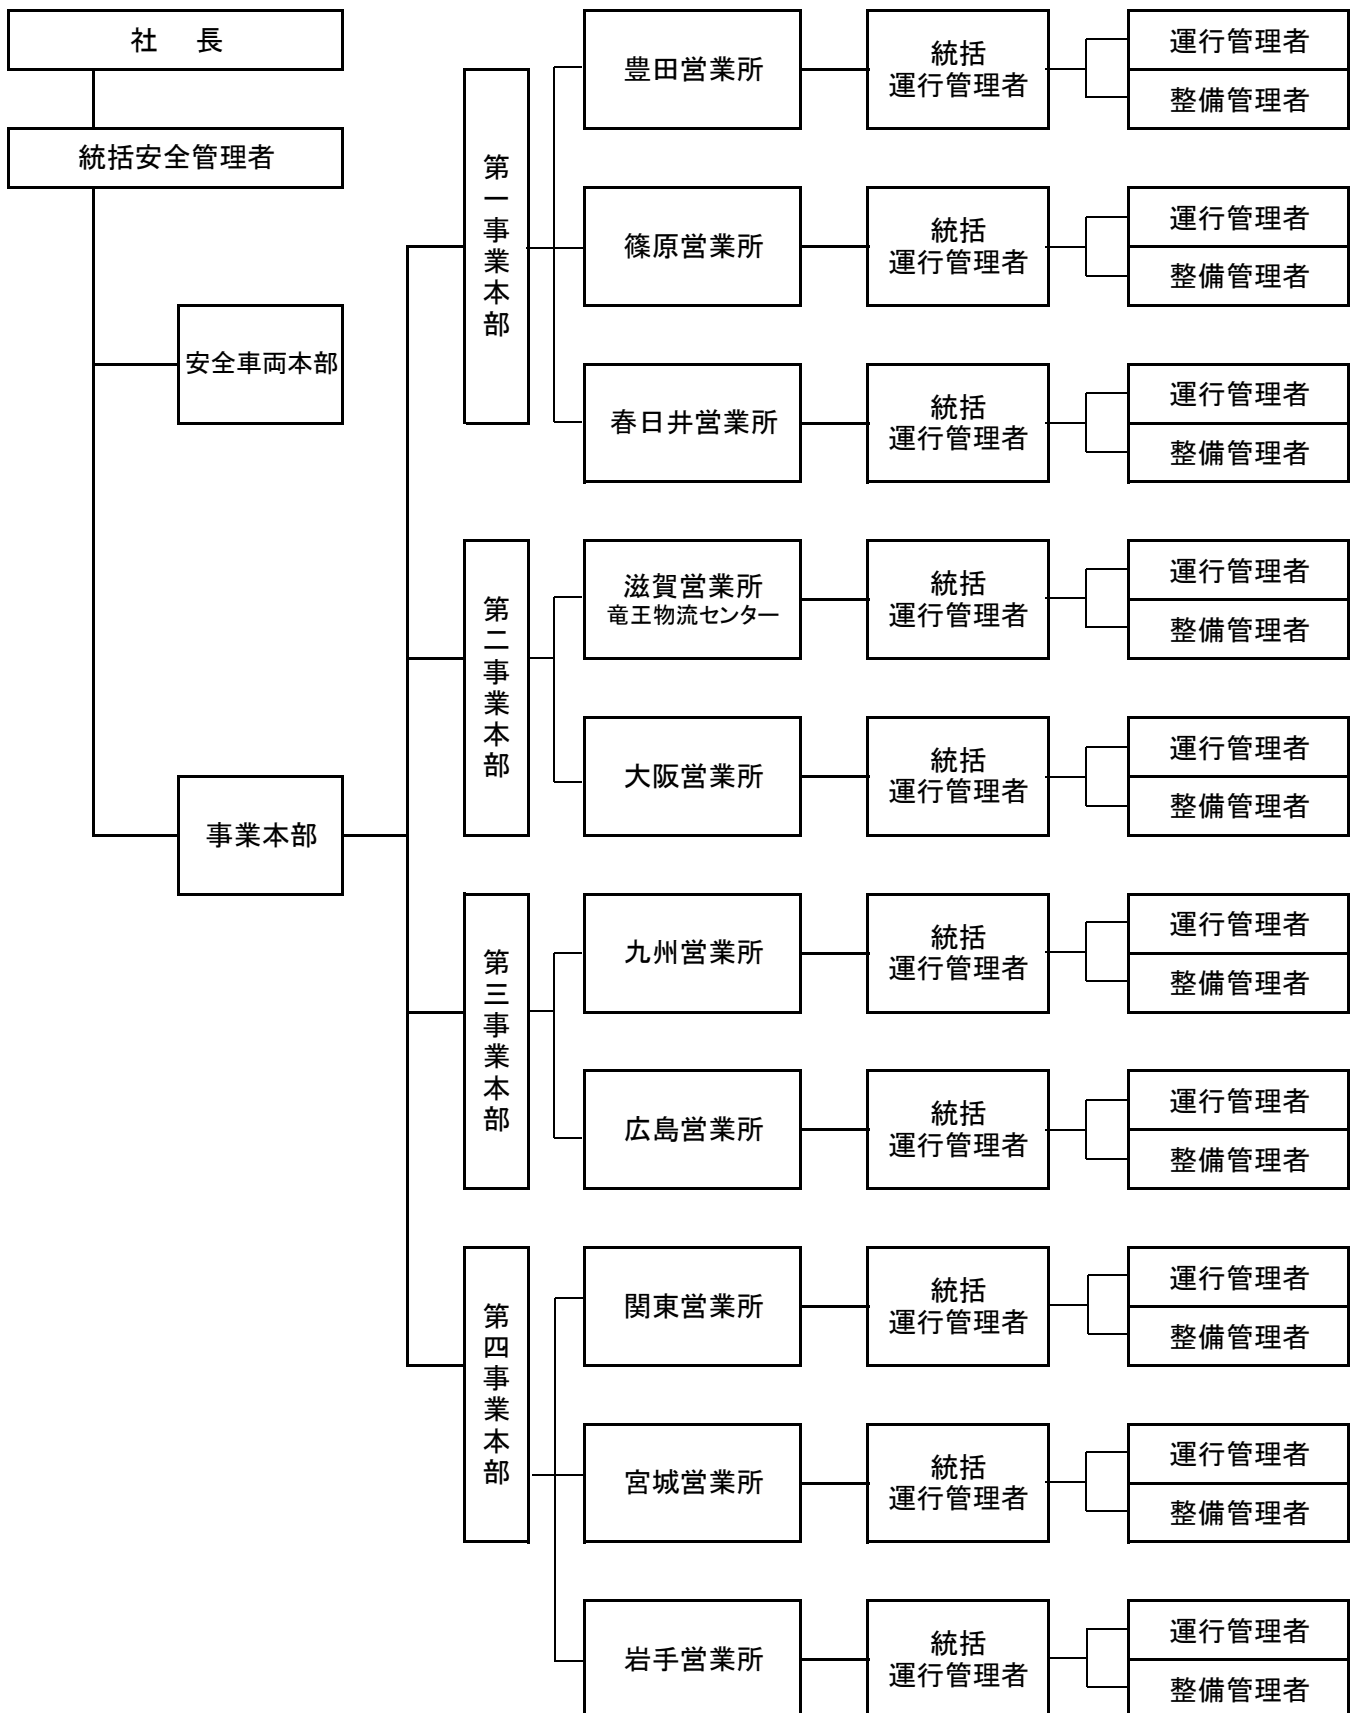 社 長
統括安全管理者
安全車両本部
事業本部
第一事業本部
豊田営業所
統括
運行管理者
運行管理者
整備管理者
篠原営業所
統括
運行管理者
運行管理者
整備管理者
春日井営業所
統括
運行管理者
運行管理者
整備管理者
第二事業本部
滋賀営業所
竜王物流センター
統括
運行管理者
運行管理者
整備管理者
大阪営業所
統括
運行管理者
運行管理者
整備管理者
第三事業本部
九州営業所
統括
運行管理者
運行管理者
整備管理者
広島営業所
統括
運行管理者
運行管理者
整備管理者
第四事業本部
関東営業所
統括
運行管理者
運行管理者
整備管理者
宮城営業所
統括
運行管理者
運行管理者
整備管理者
岩手営業所
統括
運行管理者
運行管理者
整備管理者